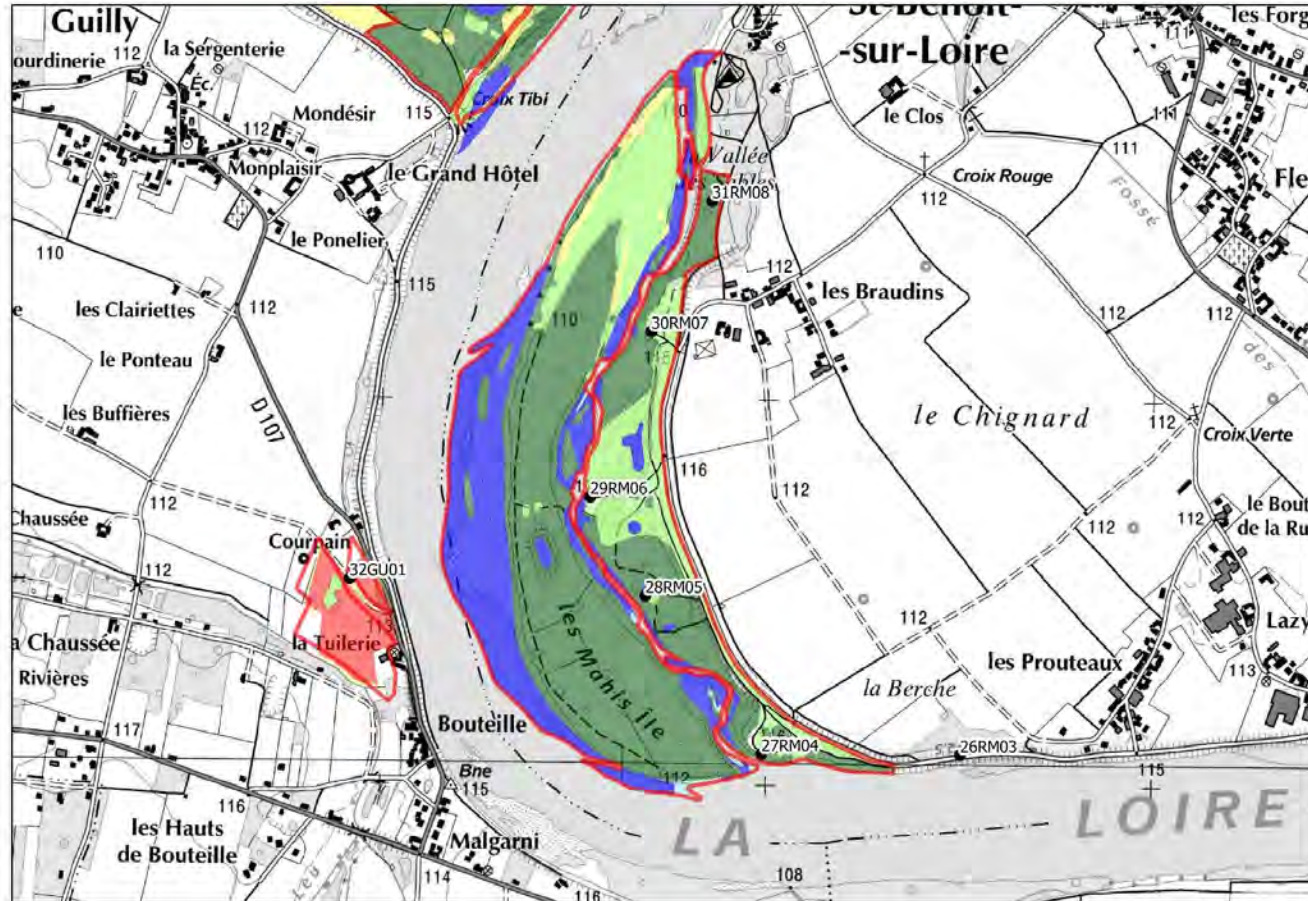 Guilly
St-Benoît-
-sur-Loire
les Forg
111
112
la Sergenterie
ourdinerie
Éc.
115
Croix Tibi
Mondésir
112
le Clos
111
111
Monplaisir
le Grand Hôtel
Vallée
31RM08
Croix Rouge
112
Fossé
Fle
le Ponelier
110
115
112
les Braudins
les Clairiettes
112
110
30RM07
112
des
le Ponteau
les Buffières
D 107
le Chignard
Croix Verte
116
112
29RM06
112
le Bout
de la Ru
112
112
Chaussée
Courpain
32GU01
112
28RM05
112
la Tuilerie
113
a Chaussée
Rivières
les Mahis Île
les Prouteaux
Lazy
113
la Berche
117
Bouteille
27RM04
26RM03
112
115
Bne
115
116
les Hauts
de Bouteille
Malgarni
LA LOIRE
114
116
108